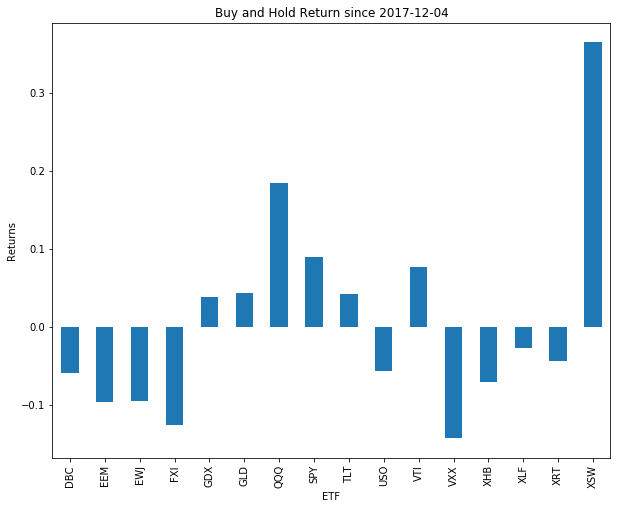 Buy and Hold Return since 2017-12-04
Returns
0.3
0.2
0.1
0.0
−0.1
DBC
EEM
EWJ
FXI
GDX
GLD
QQQ
SPY
TLT
USO
VTI
VXX
XHB
XLF
XRT
XSW
ETF